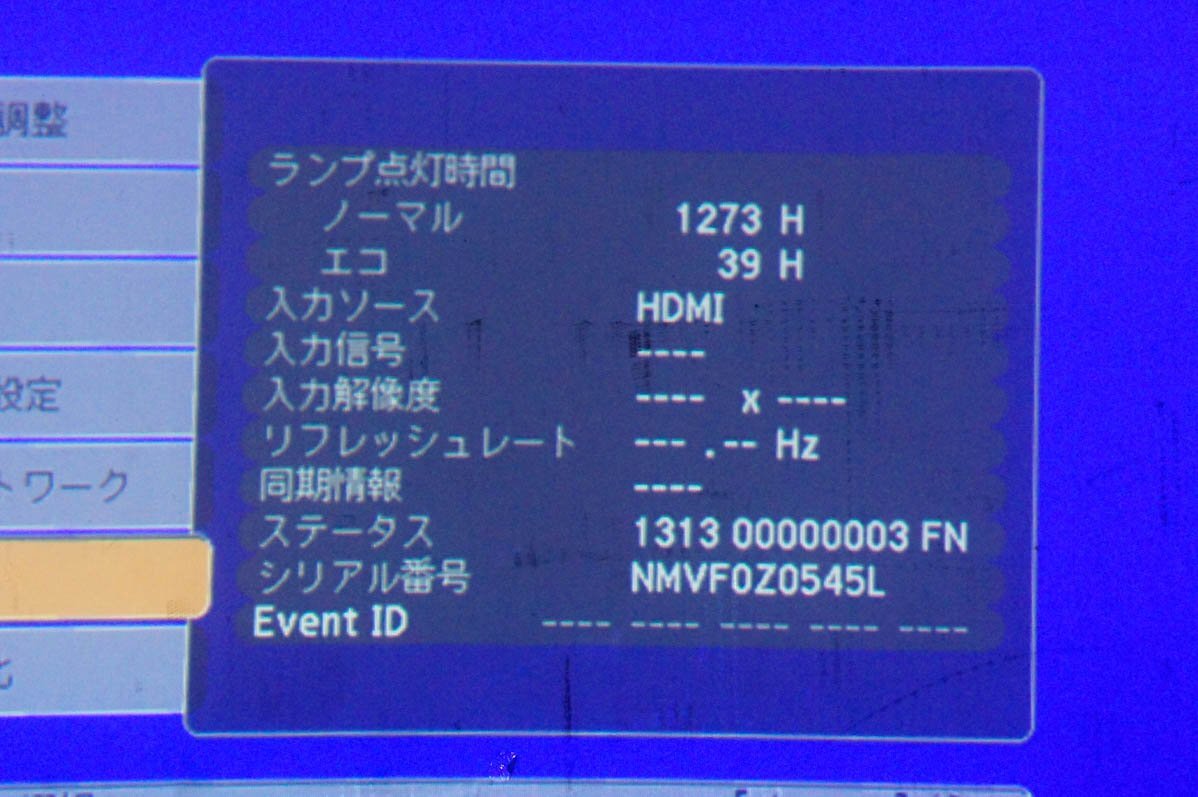 調整
設定
トワーク
ランプ点灯時間
ノーマル 1273 H
エコ 39 H
入力ソース HDMI
入力信号 ----
入力解像度 ---- x ----
リフレッシュレート --- .-- Hz
同期情報 ----
ステータス 1313 00000003 FN
シリアル番号 NMVF0Z0545L
Event ID ---- ---- ---- ---- ----